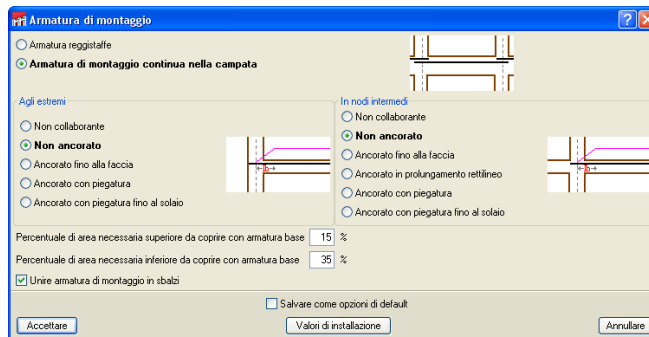 Armatura di montaggio
Armatura reggistaffe
Armatura di montaggio continua nella campata
Agli estremi
Non collaborante
Non ancorato
Ancorato fino alla faccia
Ancorato con piegatura
Ancorato con piegatura fino al solaio
b
In nodi intermedi
Non collaborante
Non ancorato
Ancorato fino alla faccia
Ancorato in prolungamento rettilineo
Ancorato con piegatura
Ancorato con piegatura fino al solaio
b
Percentuale di area necessaria superiore da coprire con armatura base 15 %
Percentuale di area necessaria inferiore da coprire con armatura base 35 %
Unire armatura di montaggio in sbalzi
Salvare come opzioni di default
Accettare Valori di installazione Annullare